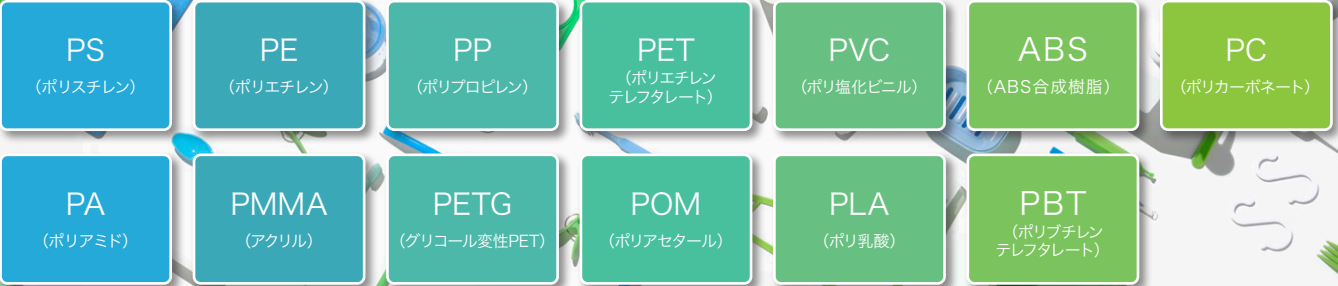 PS
（ポリスチレン）
PE
（ポリエチレン）
PP
（ポリプロピレン）
PET
（ポリエチレン
テレフタレート）
PVC
（ポリ塩化ビニル）
ABS
（ABS合成樹脂）
PC
（ポリカーボネート）
PA
（ポリアミド）
PMMA
（アクリル）
PETG
（グリコール変性PET）
POM
（ポリアセタール）
PLA
（ポリ乳酸）
PBT
（ポリブチレン
テレフタレート）